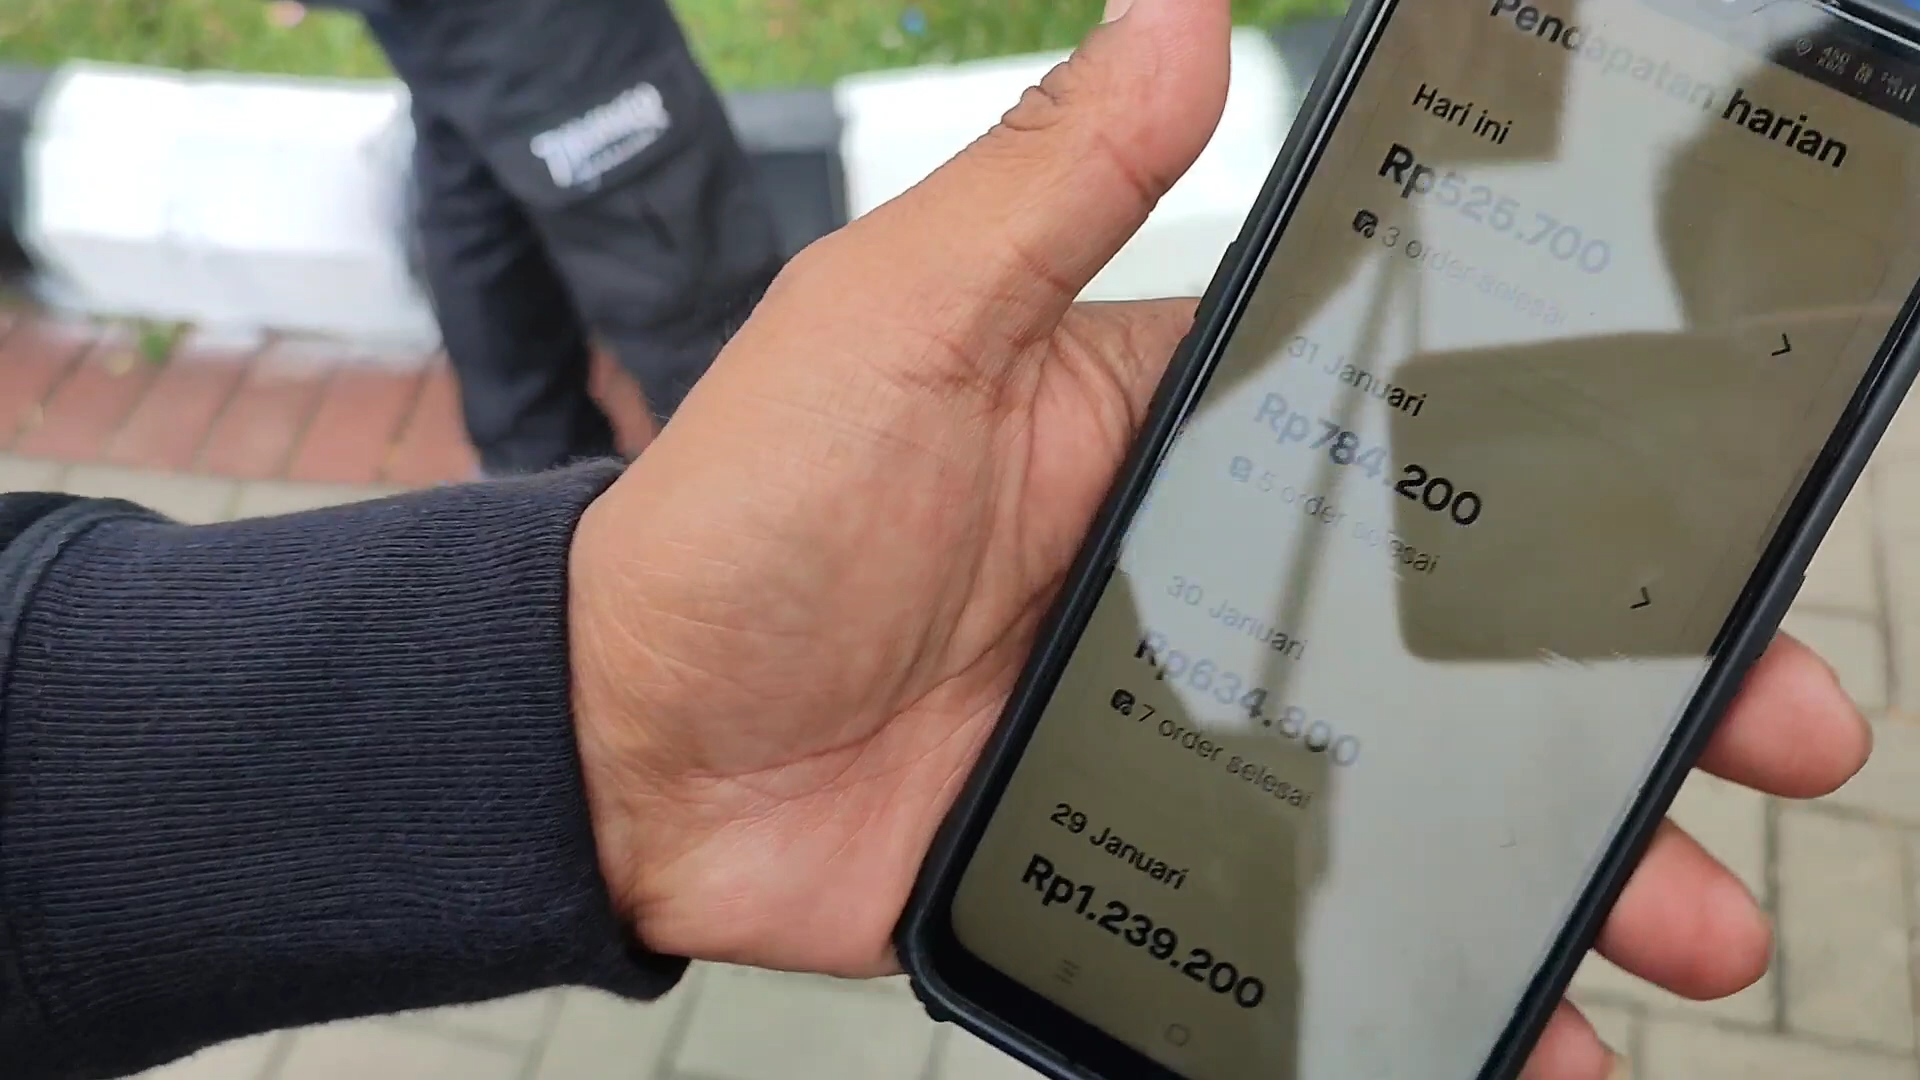 Pendapatan harian
Hari ini
Rp525.700
3 order selesai
31 Januari
Rp784.200
5 order selesai
30 Januari
Rp634.800
7 order selesai
29 Januari
Rp1.239.200